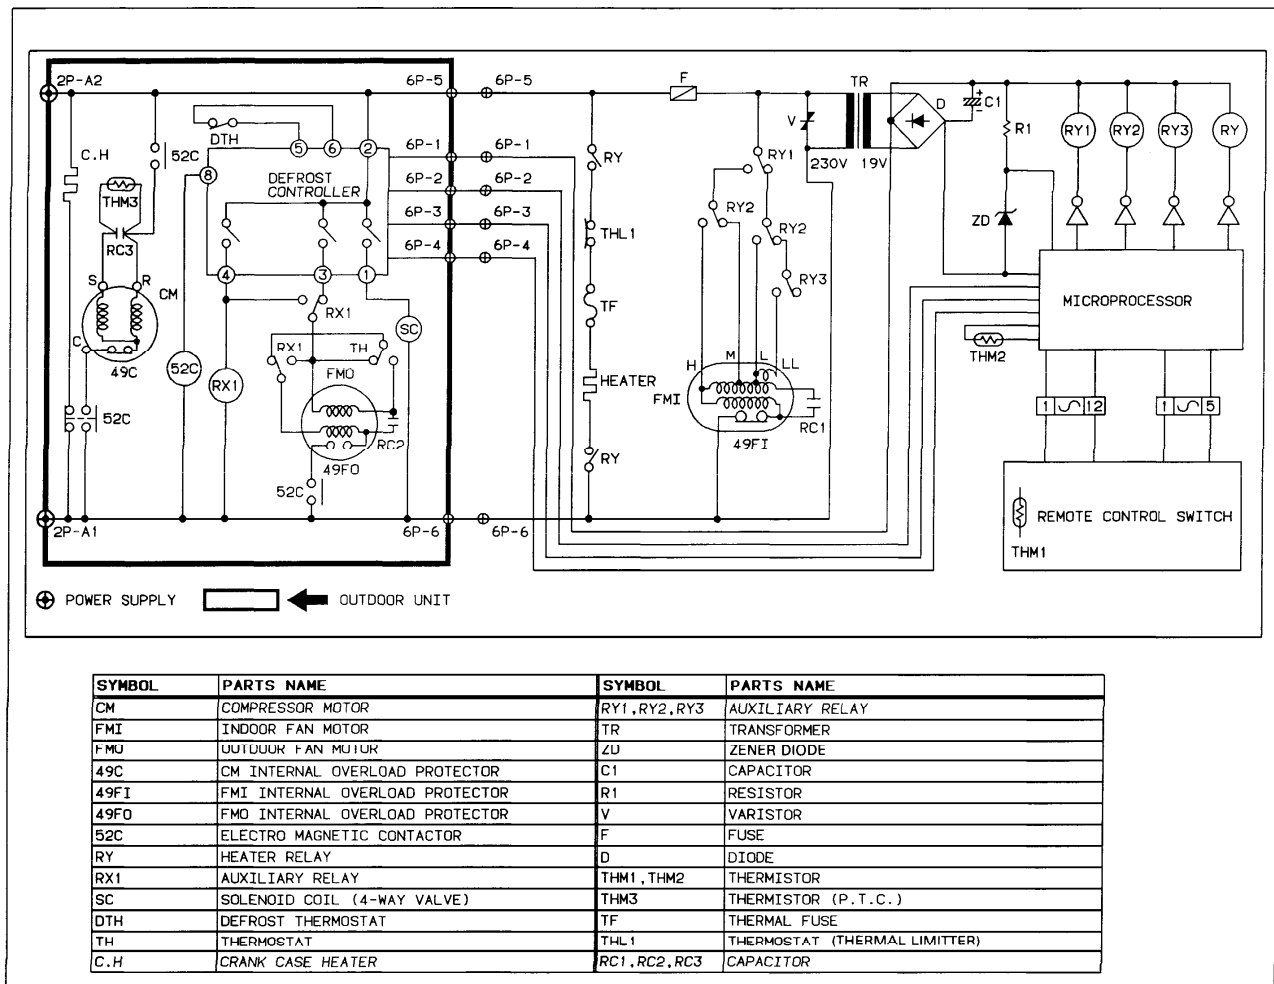 2P-A2
6P-5
6P-5
F
TR
D
C1
V
R1
RY1
RY2
RY3
RY
DTH
5
6
2
C.H
52C
6P-1
6P-1
RY
RY1
230V
19V
8
DEFROST
CONTROLLER
6P-2
6P-2
THM3
6P-3
6P-3
RY2
RY2
THL1
ZD
RC3
6P-4
6P-4
4
3
1
S
R
CM
RY3
MICROPROCESSOR
RX1
TF
SC
C
49C
52C
RX1
RX1
TH
FMO
THM2
H
M
L
LL
HEATER
FMI
1
12
1
5
52C
RC2
49FO
RC1
49FI
RY
52C
2P-A1
6P-6
6P-6
REMOTE CONTROL SWITCH
THM1
POWER SUPPLY
OUTDOOR UNIT
SYMBOL PARTS NAME SYMBOL PARTS NAME
CM COMPRESSOR MOTOR RY1,RY2,RY3 AUXILIARY RELAY
FMI INDOOR FAN MOTOR TR TRANSFORMER
FMO OUTDOOR FAN MOTOR ZD ZENER DIODE
49C CM INTERNAL OVERLOAD PROTECTOR C1 CAPACITOR
49FI FMI INTERNAL OVERLOAD PROTECTOR R1 RESISTOR
49FO FMO INTERNAL OVERLOAD PROTECTOR V VARISTOR
52C ELECTRO MAGNETIC CONTACTOR F FUSE
RY HEATER RELAY D DIODE
RX1 AUXILIARY RELAY THM1,THM2 THERMISTOR
SC SOLENOID COIL (4-WAY VALVE) THM3 THERMISTOR (P.T.C.)
DTH DEFROST THERMOSTAT TF THERMAL FUSE
TH THERMOSTAT THL1 THERMOSTAT (THERMAL LIMITTER)
C.H CRANK CASE HEATER RC1,RC2,RC3 CAPACITOR